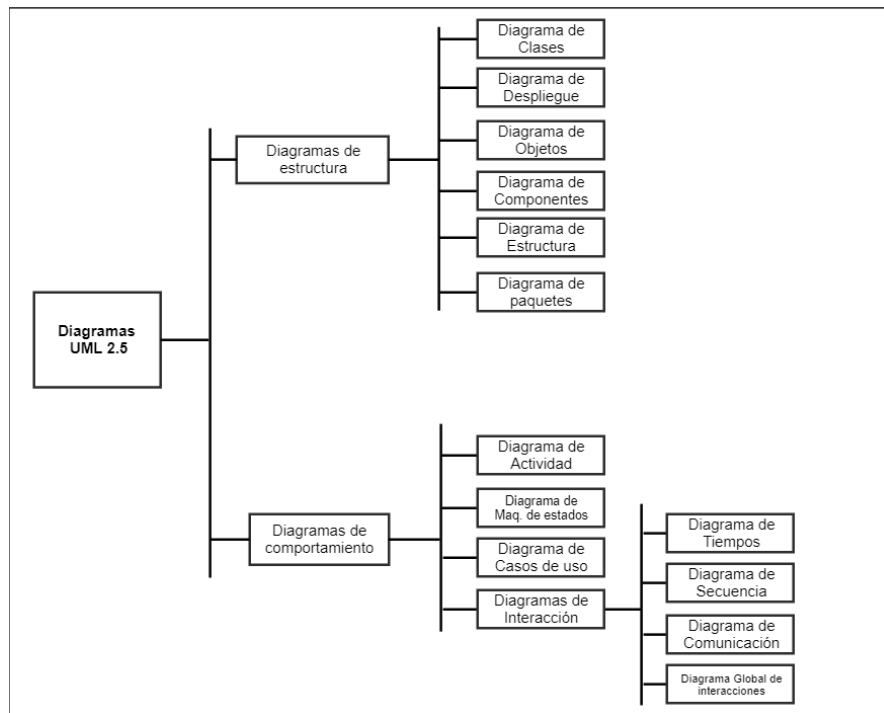 Diagramas
UML 2.5
Diagramas de
estructura
Diagrama de
Clases
Diagrama de
Despliegue
Diagrama de
Objetos
Diagrama de
Componentes
Diagrama de
Estructura
Diagrama de
paquetes
Diagramas de
comportamiento
Diagrama de
Actividad
Diagrama de
Maq. de estados
Diagrama de
Casos de uso
Diagramas de
Interacción
Diagrama de
Tiempos
Diagrama de
Secuencia
Diagrama de
Comunicación
Diagrama Global de
interacciones